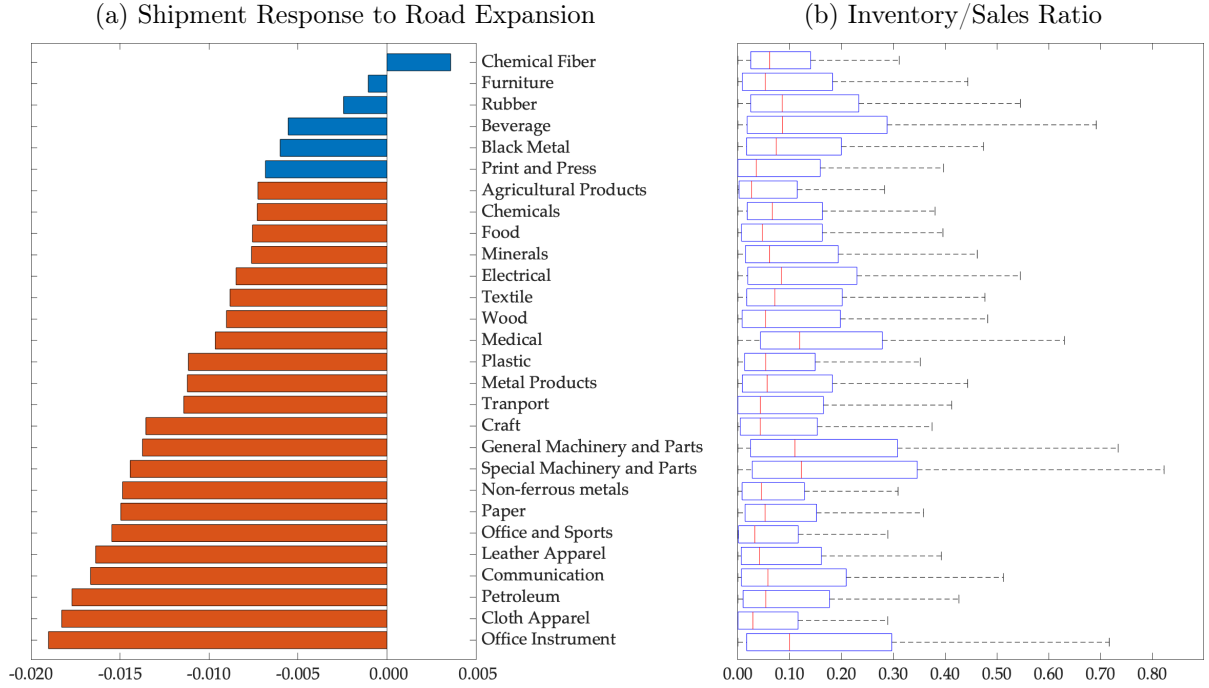 (a) Shipment Response to Road Expansion
(b) Inventory/Sales Ratio
Chemical Fiber
Furniture
Rubber
Beverage
Black Metal
Print and Press
Agricultural Products
Chemicals
Food
Minerals
Electrical
Textile
Wood
Medical
Plastic
Metal Products
Tranport
Craft
General Machinery and Parts
Special Machinery and Parts
Non-ferrous metals
Paper
Office and Sports
Leather Apparel
Communication
Petroleum
Cloth Apparel
Office Instrument
-0.020 -0.015 -0.010 -0.005 0.000 0.005
0.00 0.10 0.20 0.30 0.40 0.50 0.60 0.70 0.80